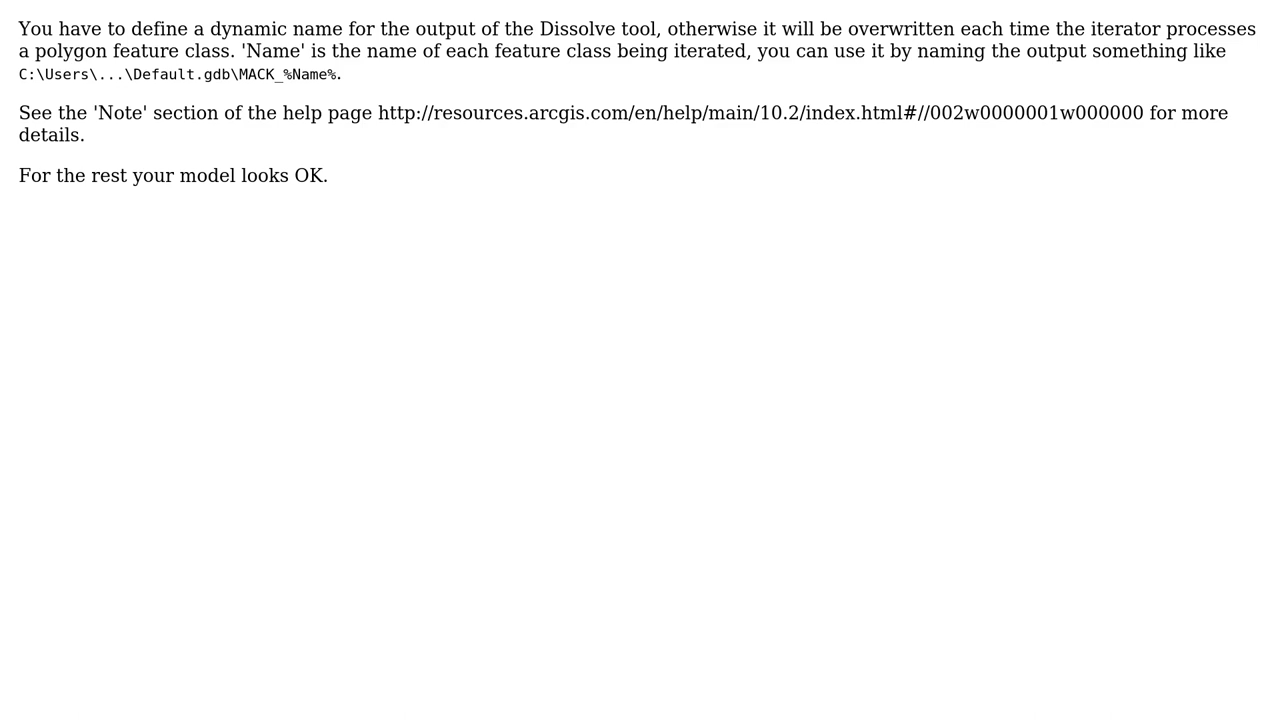 You have to define a dynamic name for the output of the Dissolve tool, otherwise it will be overwritten each time the iterator processes
a polygon feature class. 'Name' is the name of each feature class being iterated, you can use it by naming the output something like
C:\Users\...\Default.gdb\MACK_%Name%.
See the 'Note' section of the help page http://resources.arcgis.com/en/help/main/10.2/index.html#//002w0000001w000000 for more
details.
For the rest your model looks OK.